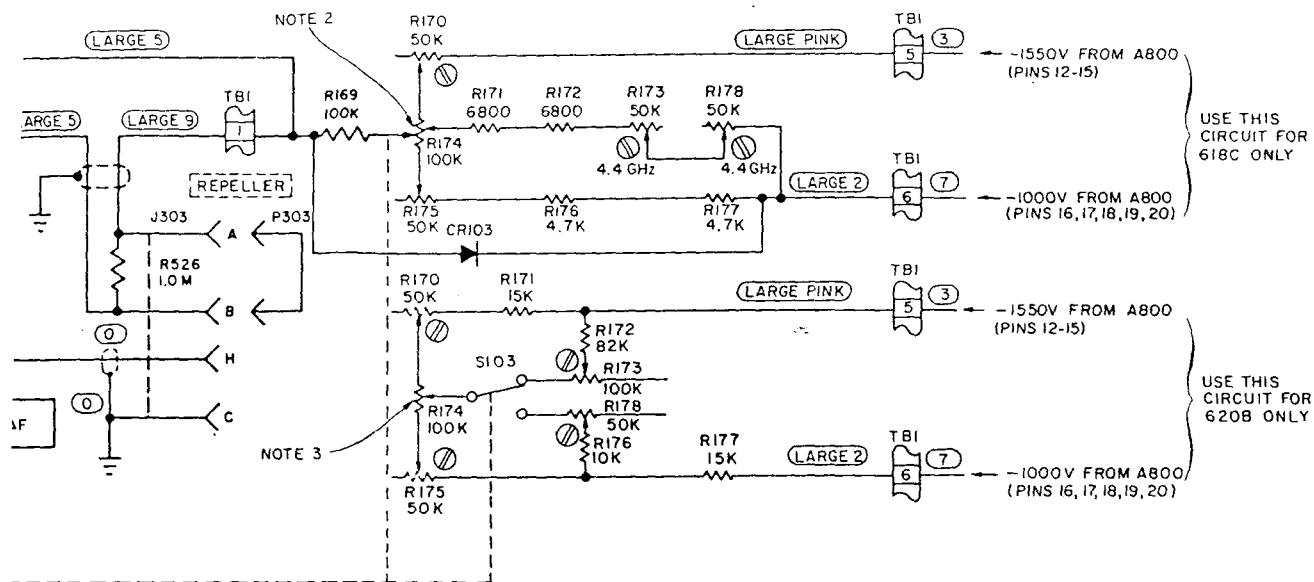 NOTE 2
R170
50K
LARGE 5
LARGE PINK
TB1
5
3
-1550V FROM A800
(PINS 12-15)
ARGE 5
LARGE 9
TB1
1
R169
100K
R171
6800
R172
6800
R173
50K
R178
50K
R174
100K
4.4 GHz
4.4 GHz
USE THIS
CIRCUIT FOR
618C ONLY
REPELLER
LARGE 2
TB1
6
7
-1000V FROM A800
(PINS 16,17,18,19,20)
R175
50K
R176
4.7K
R177
4.7K
J303
P303
A
CR103
R526
1.0 M
B
R170
50K
R171
15K
LARGE PINK
TB1
5
3
-1550V FROM A800
(PINS 12-15)
R172
82K
O
H
S103
R173
100K
R178
50K
USE THIS
CIRCUIT FOR
620B ONLY
O
C
AF
R174
100K
NOTE 3
R176
10K
R177
15K
LARGE 2
TB1
6
7
-1000V FROM A800
(PINS 16,17,18,19,20)
R175
50K